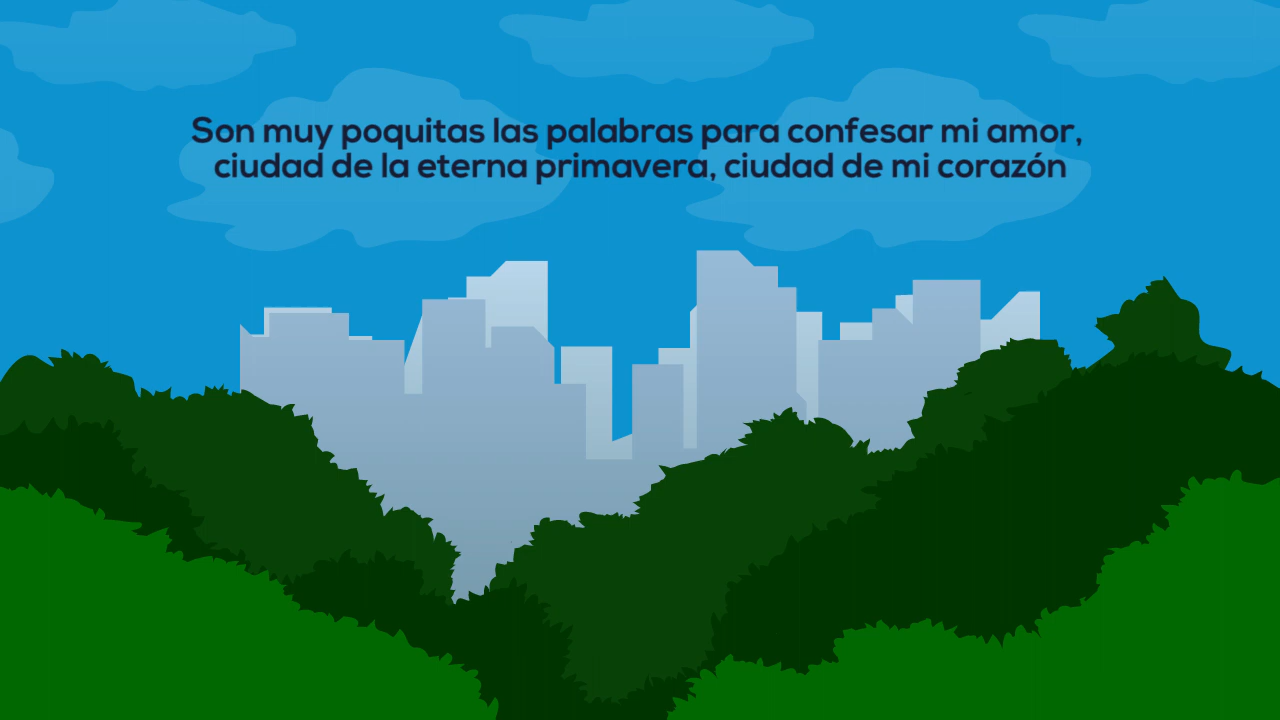 Son muy poquitas las palabras para confesar mi amor,
ciudad de la eterna primavera, ciudad de mi corazón